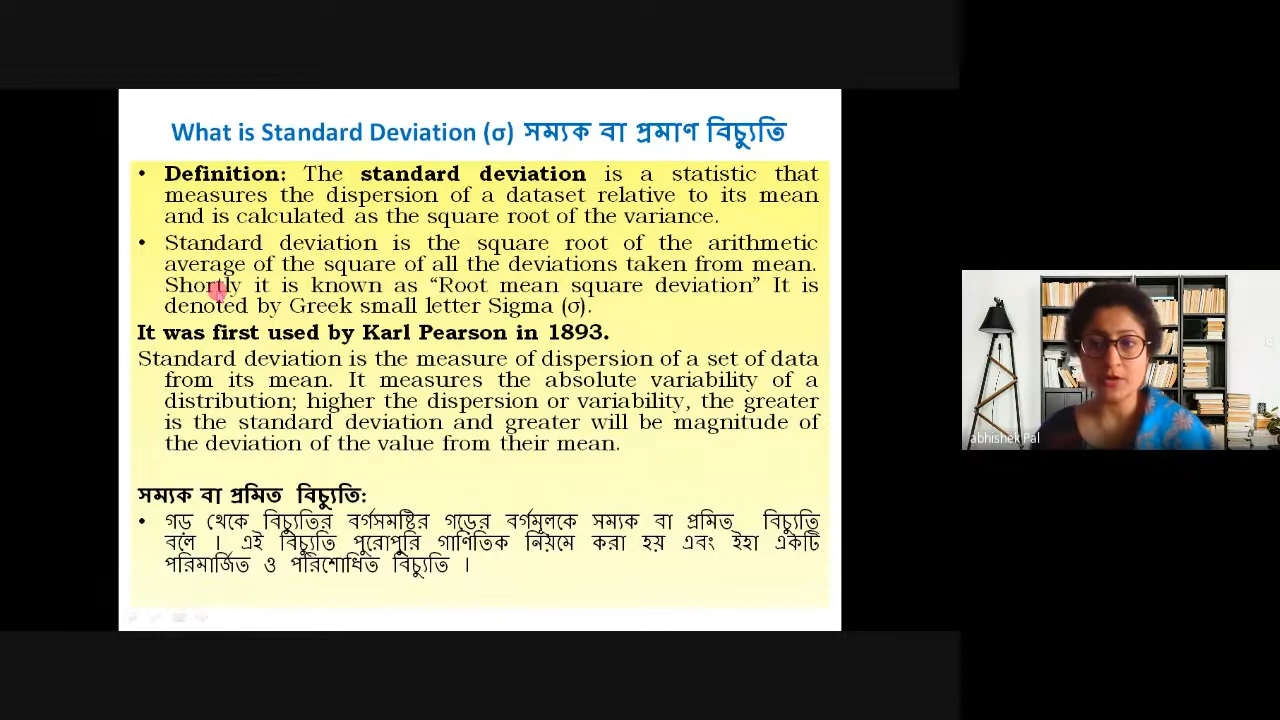 What is Standard Deviation (σ) সম্যক বা প্রমাণ বিচ্যুতি
• Definition: The standard deviation is a statistic that
measures the dispersion of a dataset relative to its mean
and is calculated as the square root of the variance.
• Standard deviation is the square root of the arithmetic
average of the square of all the deviations taken from mean.
Shortly it is known as “Root mean square deviation” It is
denoted by Greek small letter Sigma (σ).
It was first used by Karl Pearson in 1893.
Standard deviation is the measure of dispersion of a set of data
from its mean. It measures the absolute variability of a
distribution; higher the dispersion or variability, the greater
is the standard deviation and greater will be magnitude of
the deviation of the value from their mean.
সম্যক বা প্রমিত বিচ্যুতি:
• গড় থেকে বিচ্যুতির বর্গসমষ্টির গড়ের বর্গমূলকে সম্যক বা প্রমিত বিচ্যুতি
বলে । এই বিচ্যুতি পুরোপুরি গাণিতিক নিয়মে করা হয় এবং ইহা একটি
পরিমার্জিত ও পরিশোধিত বিচ্যুতি ।
abhishek Pal